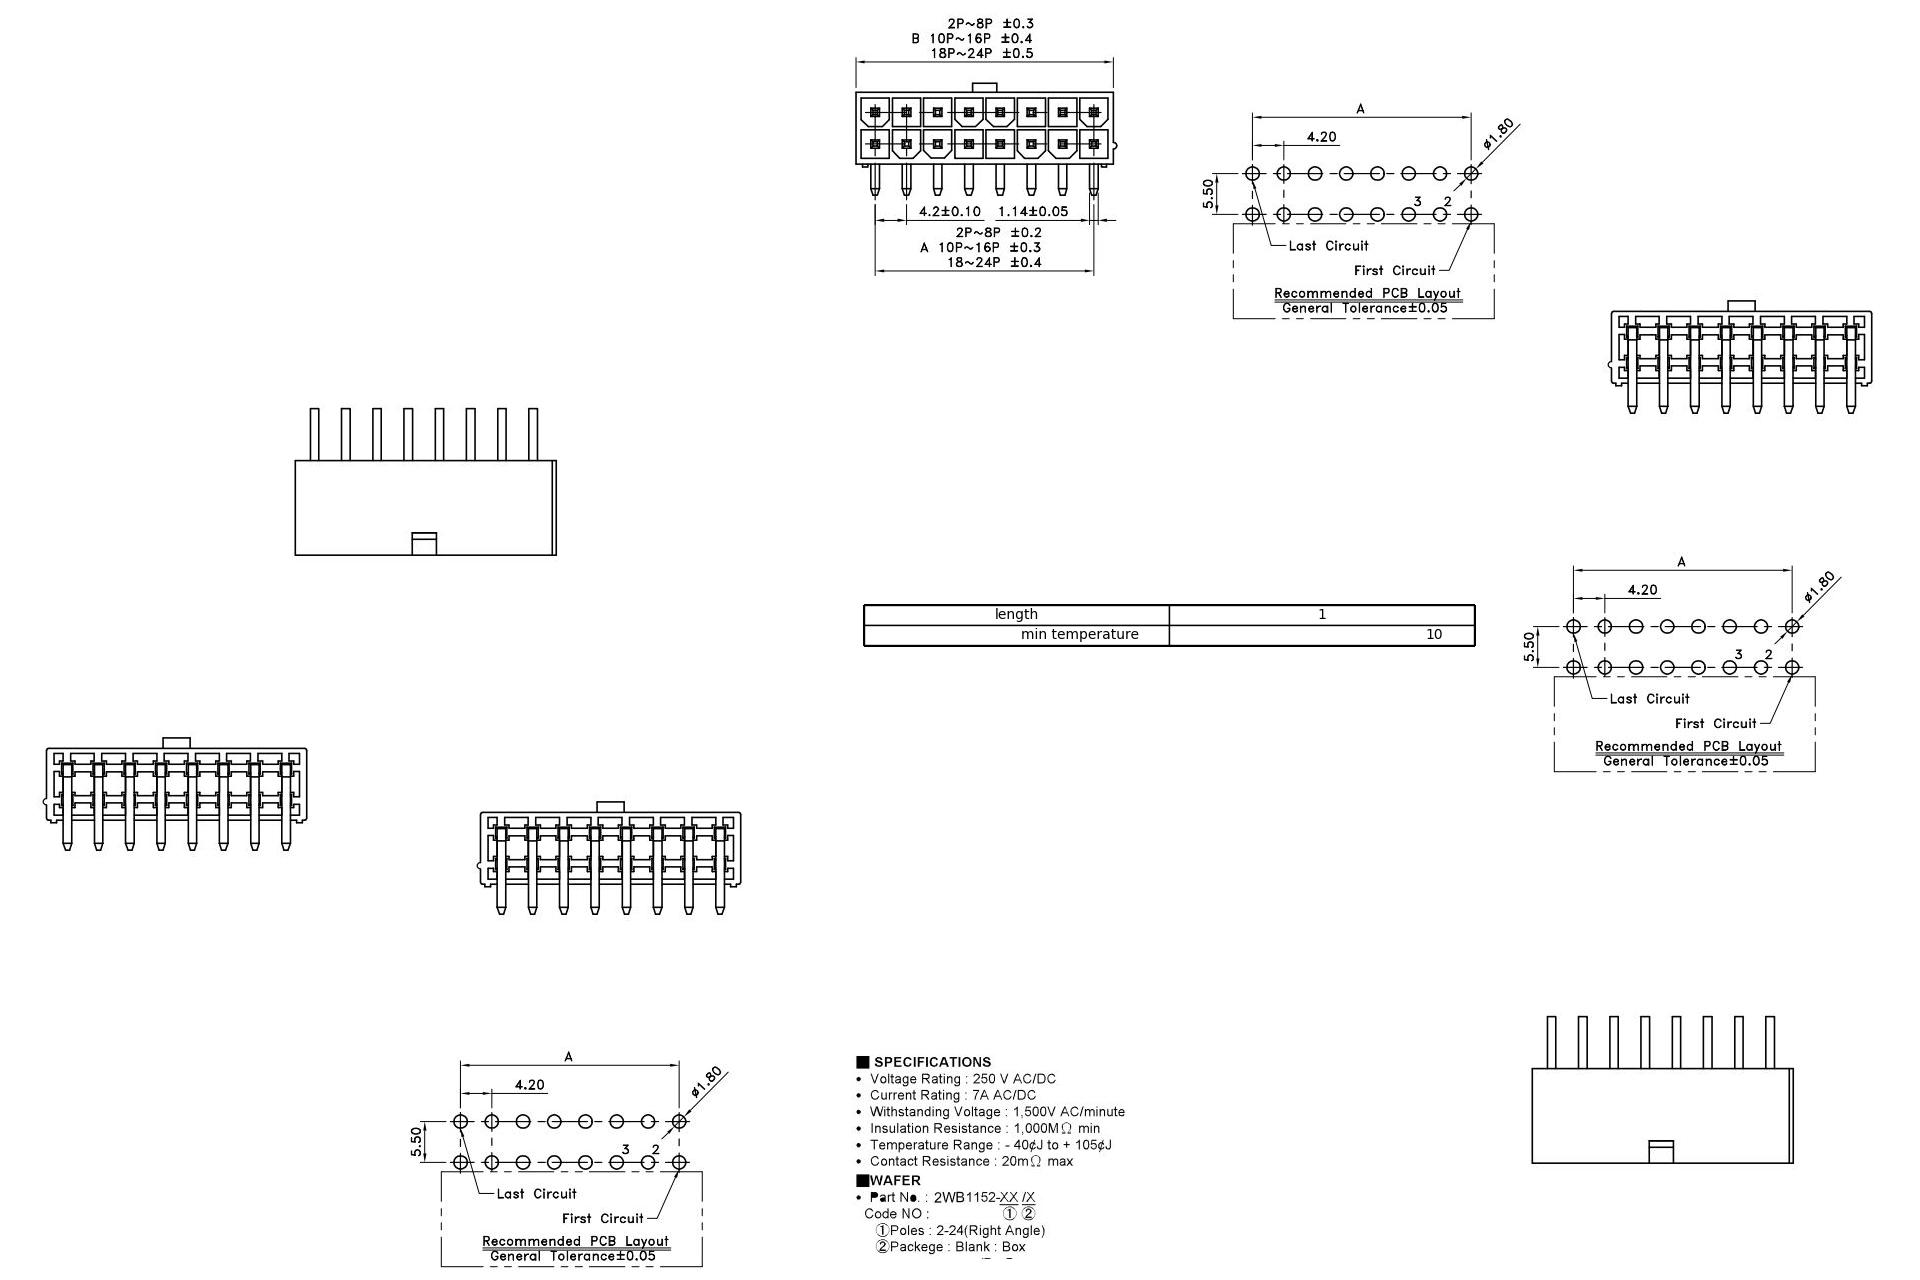 2P~8P ±0.3
B 10P~16P ±0.4
18P~24P ±0.5
4.2±0.10 1.14±0.05
2P~8P ±0.2
A 10P~16P ±0.3
18~24P ±0.4
A
4.20
ø1.80
5.50
3 2
Last Circuit
First Circuit
Recommended PCB Layout
General Tolerance±0.05
length 1
min temperature 10
A
4.20
ø1.80
5.50
3 2
Last Circuit
First Circuit
Recommended PCB Layout
General Tolerance±0.05
A
4.20
ø1.80
5.50
3 2
Last Circuit
First Circuit
Recommended PCB Layout
General Tolerance±0.05
■ SPECIFICATIONS
• Voltage Rating : 250 V AC/DC
• Current Rating : 7A AC/DC
• Withstanding Voltage : 1,500V AC/minute
• Insulation Resistance : 1,000MΩ min
• Temperature Range : - 40¢J to + 105¢J
• Contact Resistance : 20mΩ max
■WAFER
• Part No. : 2WB1152-XX /X
Code NO : ① ②
①Poles : 2-24(Right Angle)
②Packege : Blank : Box